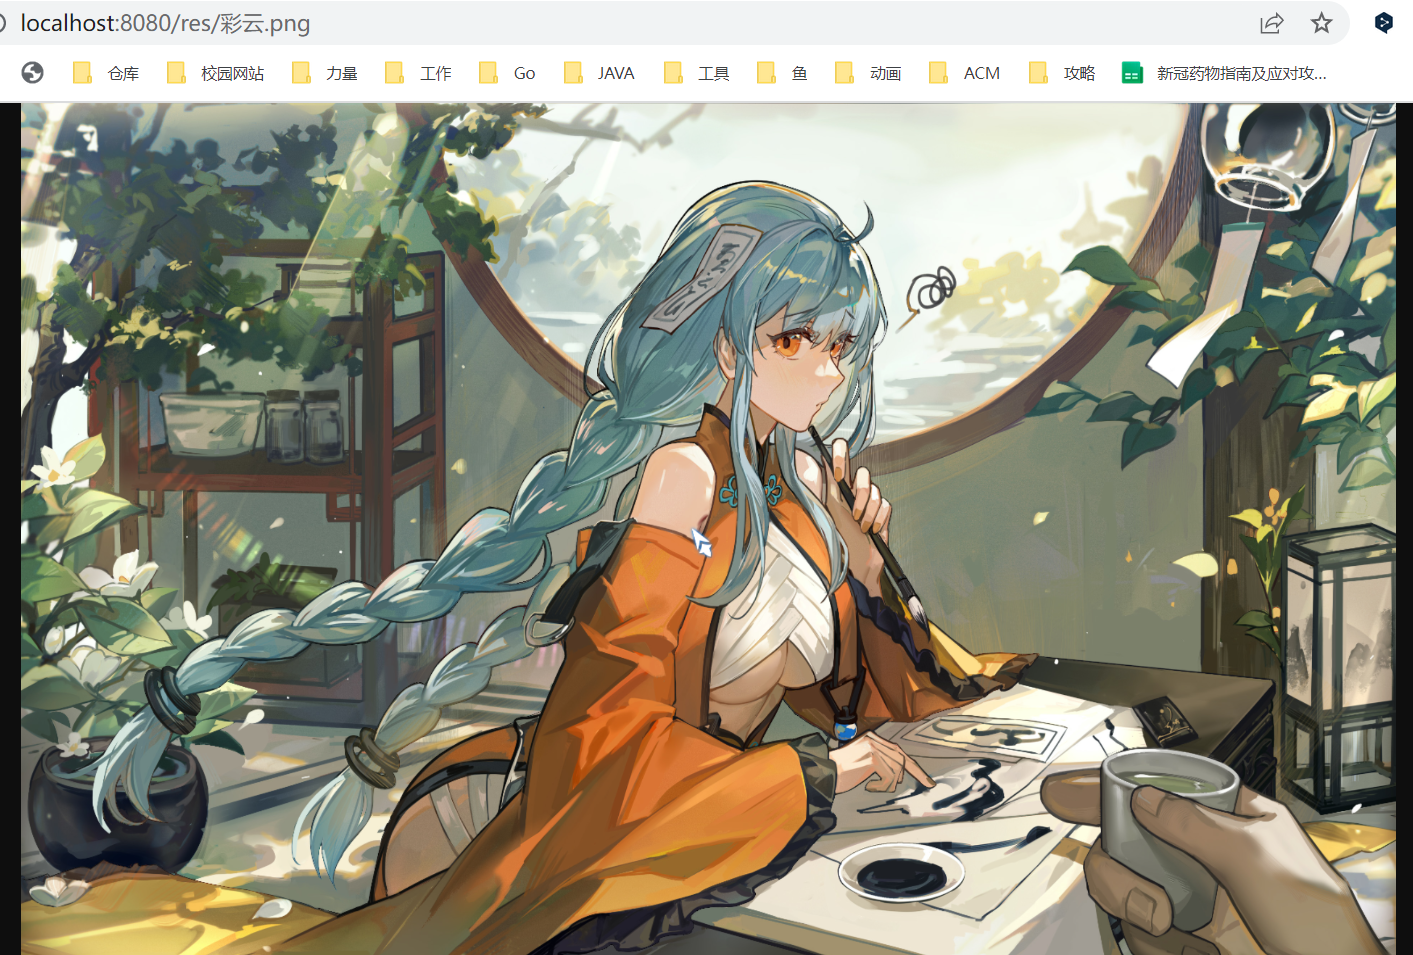 localhost:8080/res/彩云.png
仓库 校园网站 力量 工作 Go JAVA 工具 鱼 动画 ACM 攻略 新冠药物指南及应对攻...